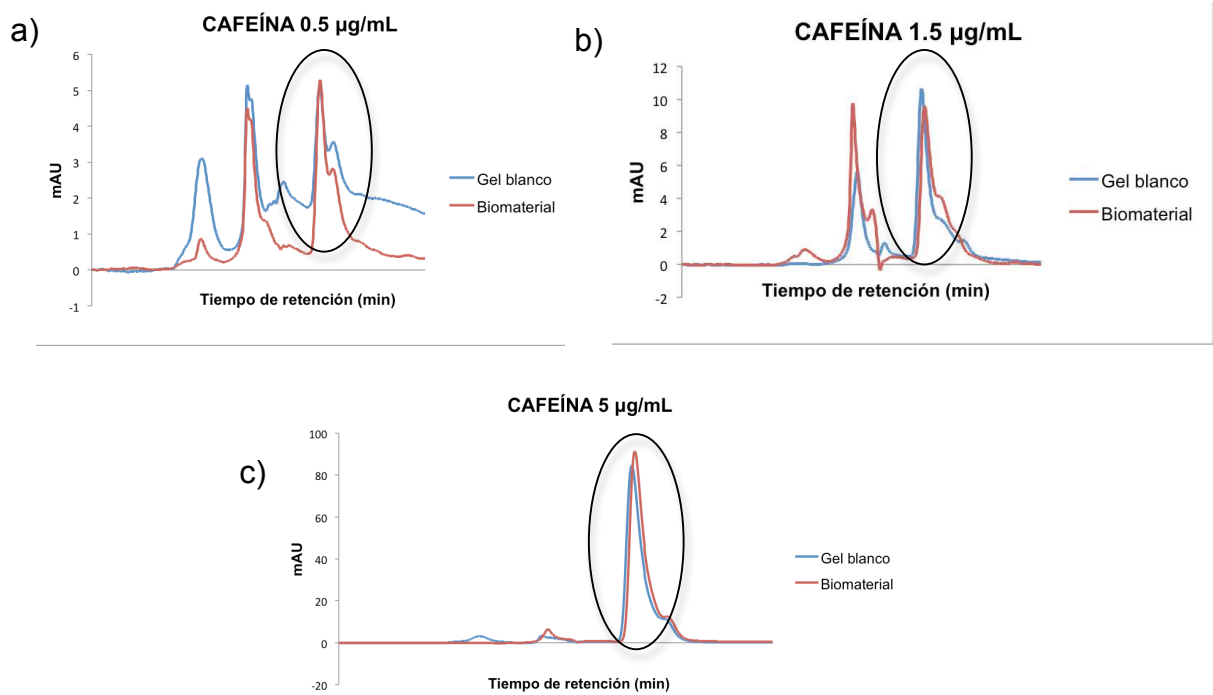 a)
CAFEÍNA 0.5 µg/mL
6
5
4
3
2
1
0
-1
mAU
Tiempo de retención (min)
Gel blanco
Biomaterial
b)
CAFEÍNA 1.5 µg/mL
12
10
8
6
4
2
0
-2
mAU
Tiempo de retención (min)
Gel blanco
Biomaterial
c)
CAFEÍNA 5 µg/mL
100
80
60
40
20
0
-20
mAU
Tiempo de retención (min)
Gel blanco
Biomaterial